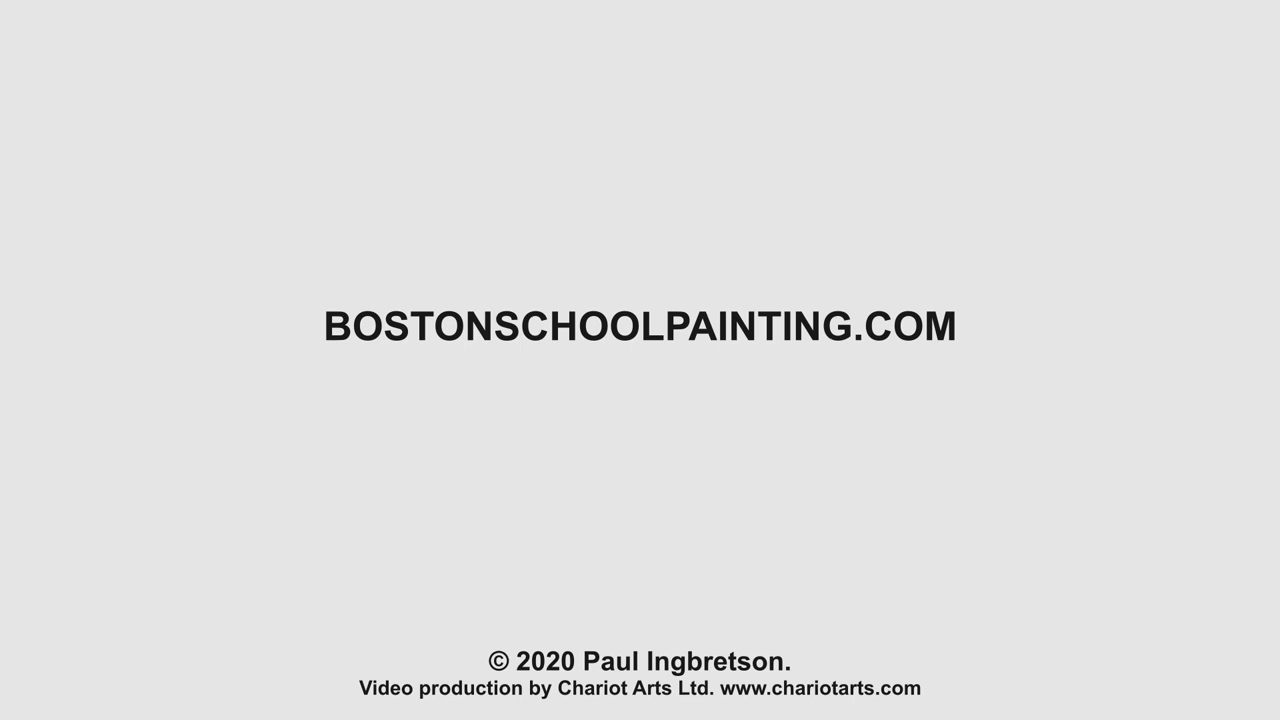 BOSTONSCHOOLPAINTING.COM
© 2020 Paul Ingbretson.
Video production by Chariot Arts Ltd. www.chariotarts.com